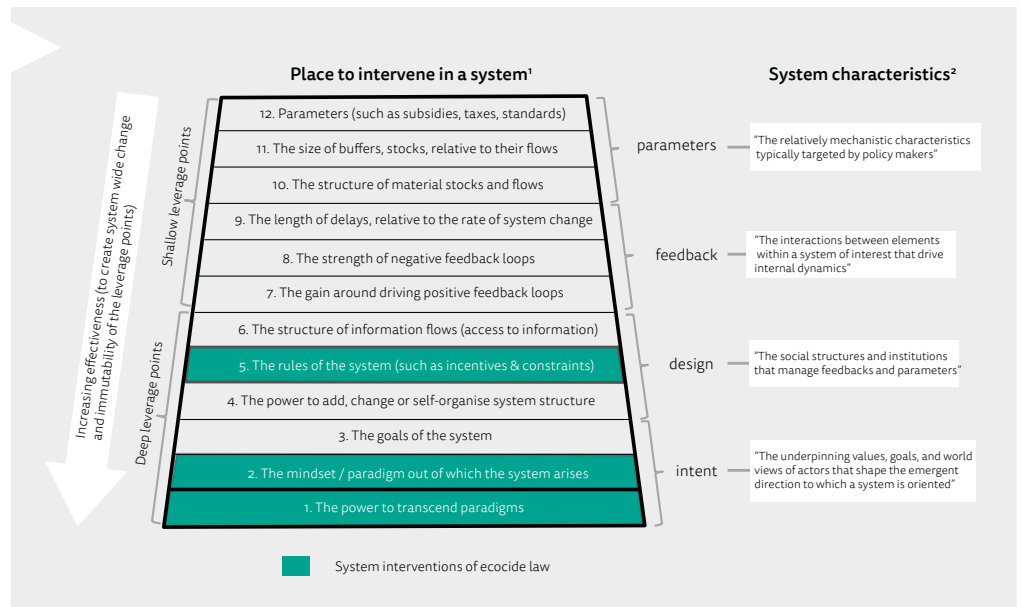 Place to intervene in a system¹
System characteristics²
Increasing effectiveness (to create system wide change
and immutability of the leverage points)
Shallow leverage points
Deep leverage points
12. Parameters (such as subsidies, taxes, standards)
11. The size of buffers, stocks, relative to their flows
10. The structure of material stocks and flows
9. The length of delays, relative to the rate of system change
8. The strength of negative feedback loops
7. The gain around driving positive feedback loops
6. The structure of information flows (access to information)
5. The rules of the system (such as incentives & constraints)
4. The power to add, change or self-organise system structure
3. The goals of the system
2. The mindset / paradigm out of which the system arises
1. The power to transcend paradigms
parameters
"The relatively mechanistic characteristics
typically targeted by policy makers"
feedback
"The interactions between elements
within a system of interest that drive
internal dynamics"
design
"The social structures and institutions
that manage feedbacks and parameters"
intent
"The underpinning values, goals, and world
views of actors that shape the emergent
direction to which a system is oriented"
System interventions of ecocide law